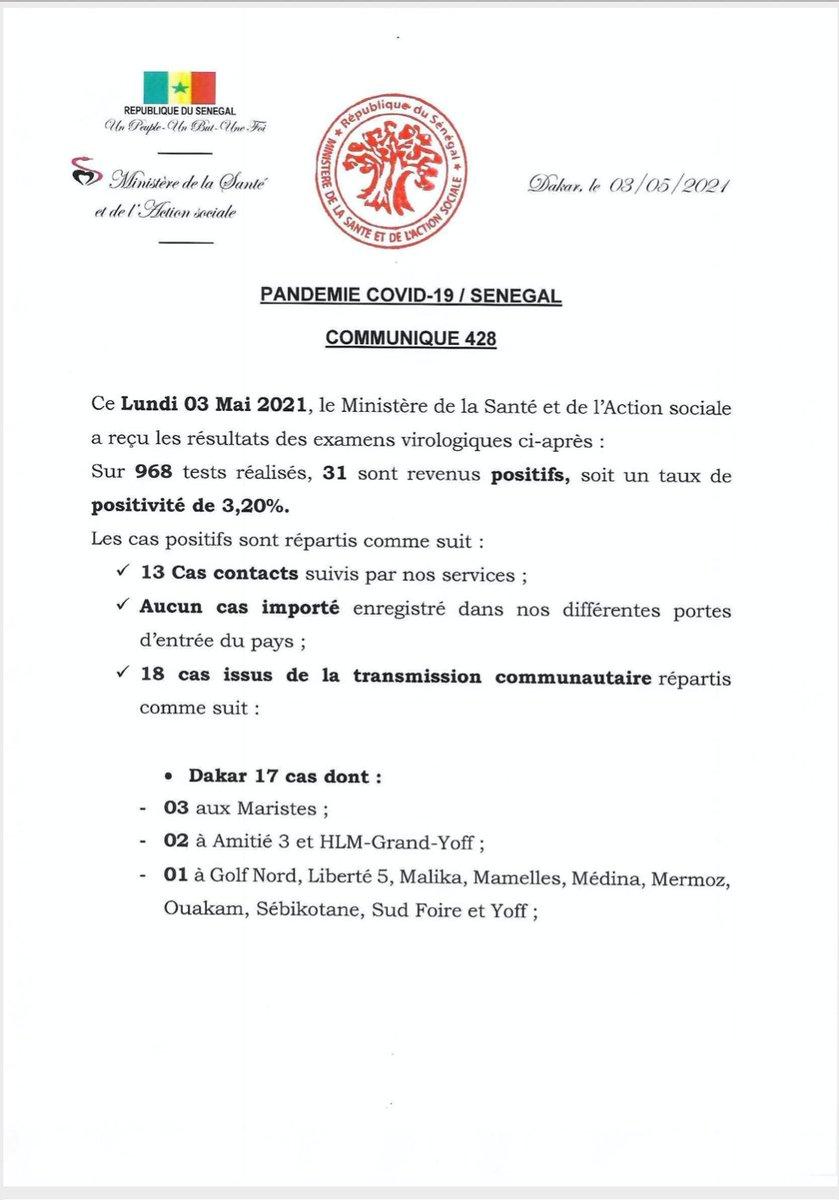 REPUBLIQUE DU SENEGAL
Un Peuple-Un But-Une Foi
Ministère de la Santé
et de l'Action sociale
★ République du Sénégal ★
MINISTERE DE LA SANTE ET DE L'ACTION SOCIALE
Dakar, le 03/05/2021
PANDEMIE COVID-19 / SENEGAL
COMMUNIQUE 428
Ce Lundi 03 Mai 2021, le Ministère de la Santé et de l'Action sociale
a reçu les résultats des examens virologiques ci-après :
Sur 968 tests réalisés, 31 sont revenus positifs, soit un taux de
positivité de 3,20%.
Les cas positifs sont répartis comme suit :
✓ 13 Cas contacts suivis par nos services ;
✓ Aucun cas importé enregistré dans nos différentes portes
d'entrée du pays ;
✓ 18 cas issus de la transmission communautaire répartis
comme suit :
• Dakar 17 cas dont :
- 03 aux Maristes ;
- 02 à Amitié 3 et HLM-Grand-Yoff ;
- 01 à Golf Nord, Liberté 5, Malika, Mamelles, Médina, Mermoz,
Ouakam, Sébikotane, Sud Foire et Yoff ;